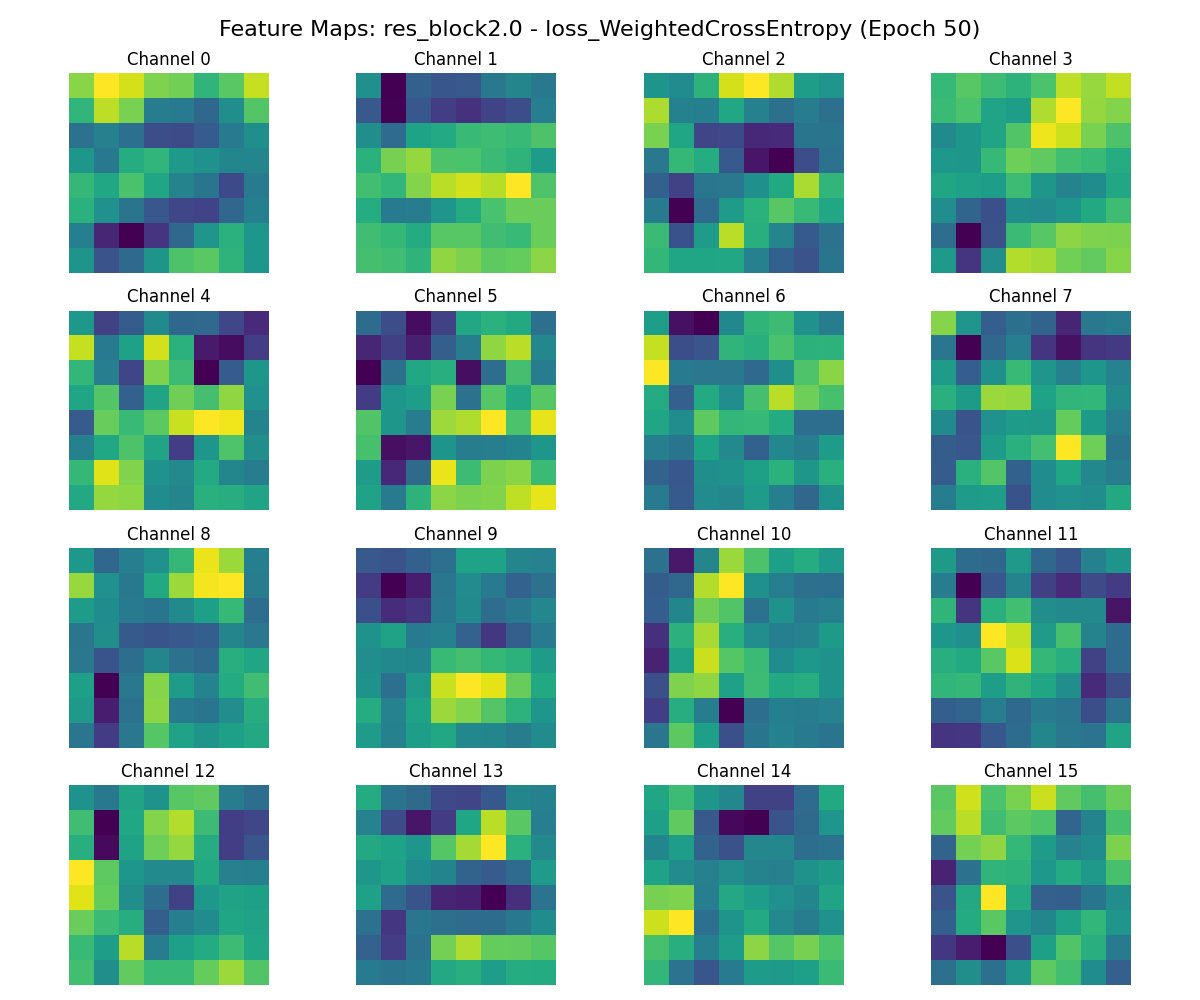 Feature Maps: res_block2.0 - loss_WeightedCrossEntropy (Epoch 50)
Channel 0
Channel 1
Channel 2
Channel 3
Channel 4
Channel 5
Channel 6
Channel 7
Channel 8
Channel 9
Channel 10
Channel 11
Channel 12
Channel 13
Channel 14
Channel 15